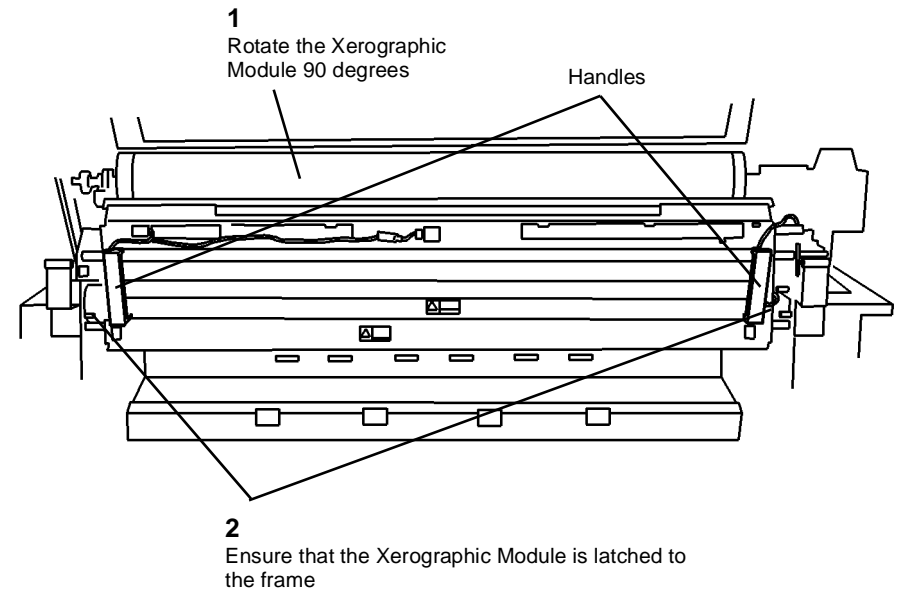 1
Rotate the Xerographic
Module 90 degrees
Handles
2
Ensure that the Xerographic Module is latched to
the frame